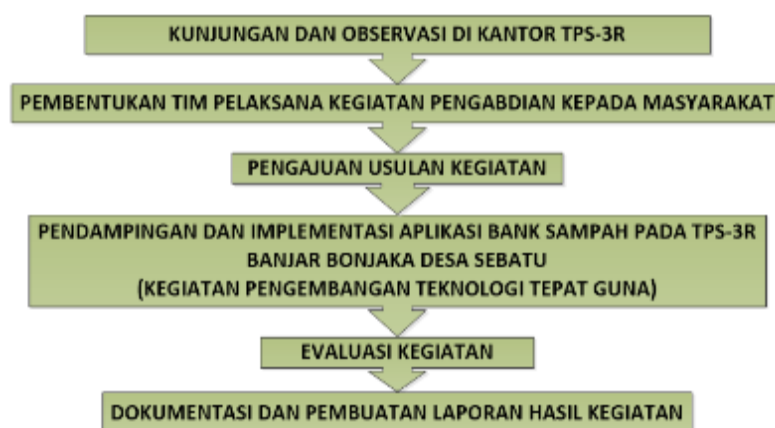 KUNJUNGAN DAN OBSERVASI DI KANTOR TPS-3R
PEMBENTUKAN TIM PELAKSANA KEGIATAN PENGABDIAN KEPADA MASYARAKAT
PENGAJUAN USULAN KEGIATAN
PENDAMPINGAN DAN IMPLEMENTASI APLIKASI BANK SAMPAH PADA TPS-3R
BANJAR BONJAKA DESA SEBATU
(KEGIATAN PENGEMBANGAN TEKNOLOGI TEPAT GUNA)
EVALUASI KEGIATAN
DOKUMENTASI DAN PEMBUATAN LAPORAN HASIL KEGIATAN